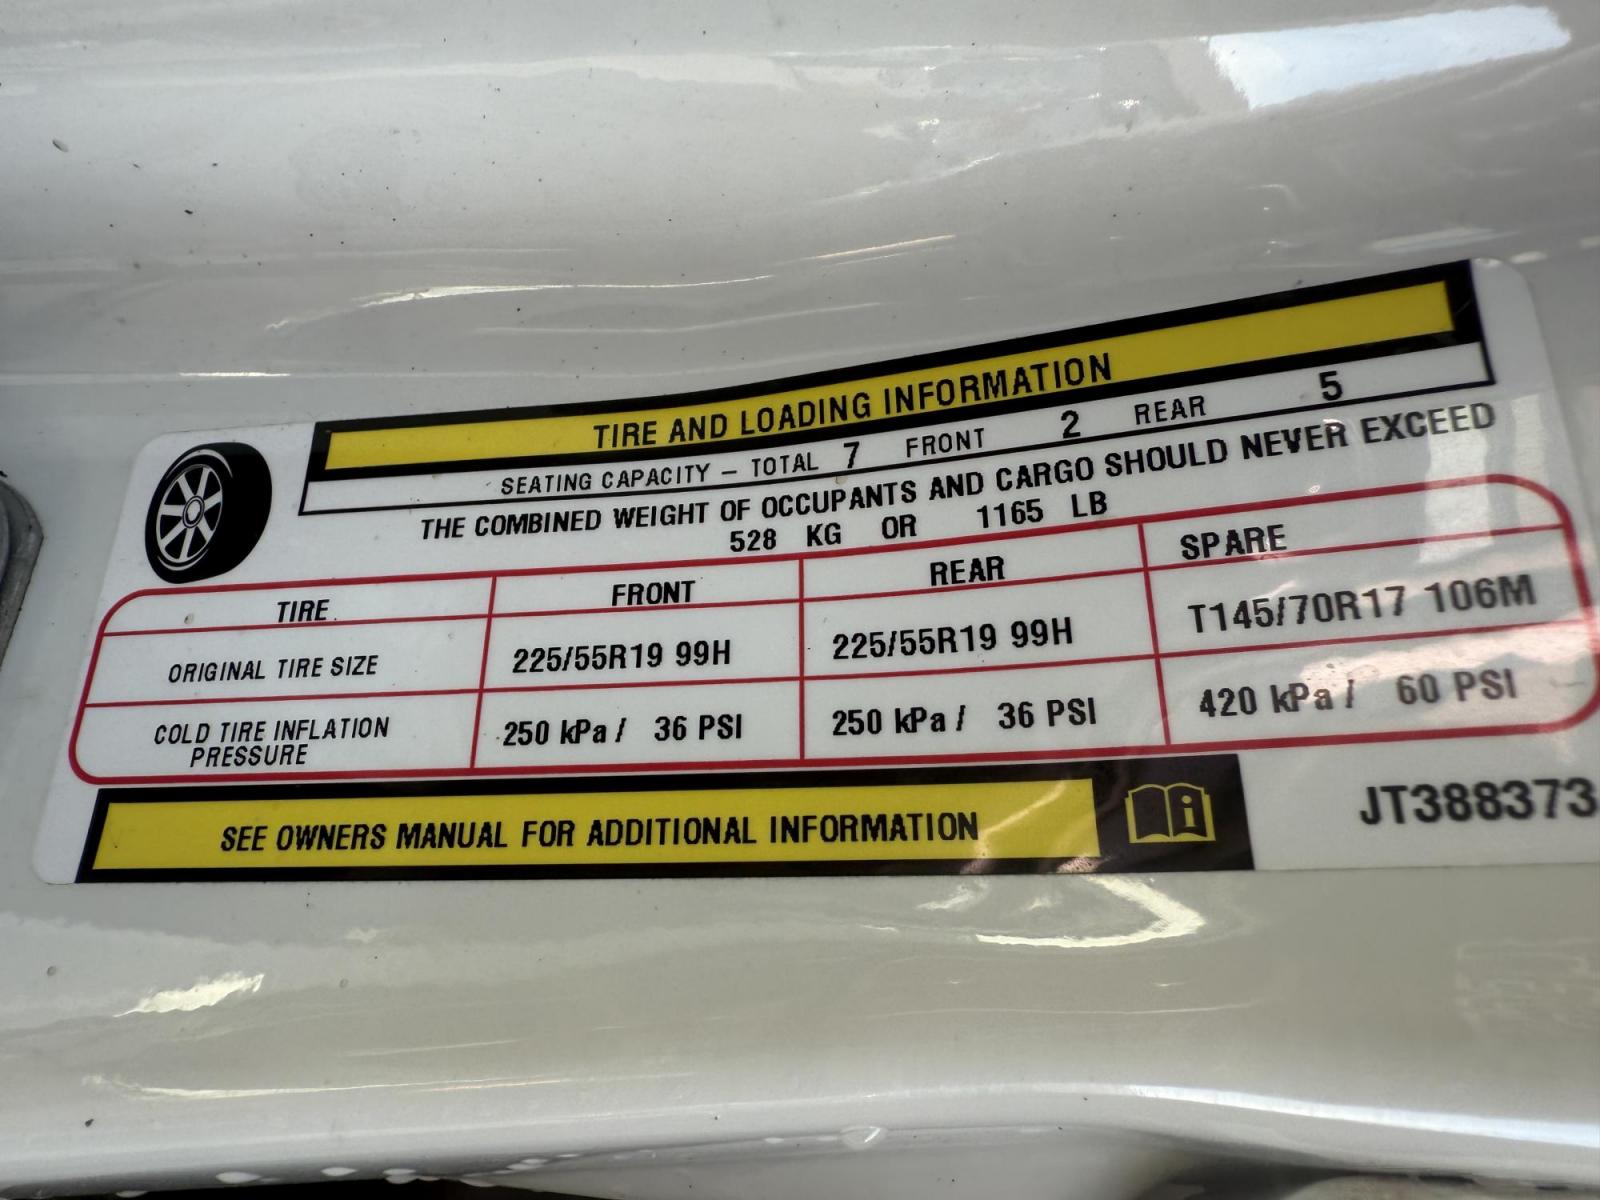 TIRE AND LOADING INFORMATION
SEATING CAPACITY – TOTAL 7 FRONT 2 REAR 5
THE COMBINED WEIGHT OF OCCUPANTS AND CARGO SHOULD NEVER EXCEED
528 KG OR 1165 LB
TIRE FRONT REAR SPARE
ORIGINAL TIRE SIZE 225/55R19 99H 225/55R19 99H T145/70R17 106M
COLD TIRE INFLATION PRESSURE 250 kPa / 36 PSI 250 kPa / 36 PSI 420 kPa / 60 PSI
SEE OWNERS MANUAL FOR ADDITIONAL INFORMATION
JT388373